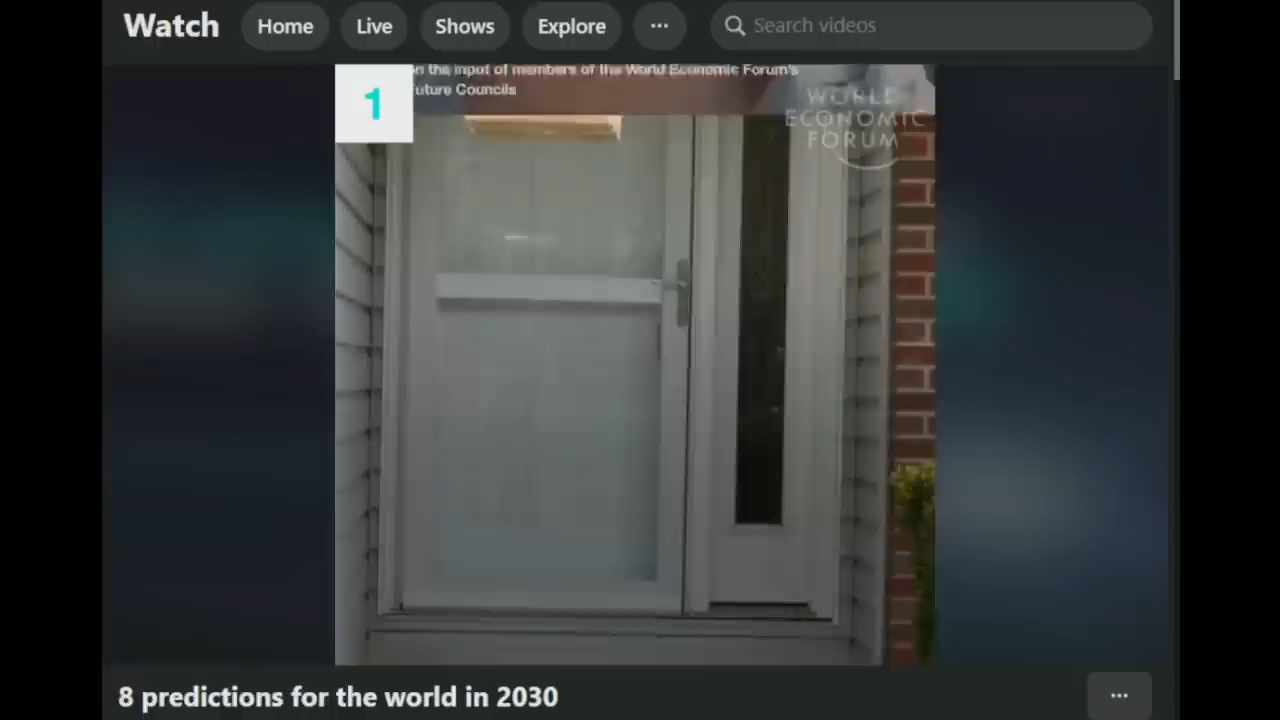 Watch
Home
Live
Shows
Explore
Search videos
1
n the input of members of the World Economic Forum's
uture Councils
WORLD
ECONOMIC
FORUM
8 predictions for the world in 2030